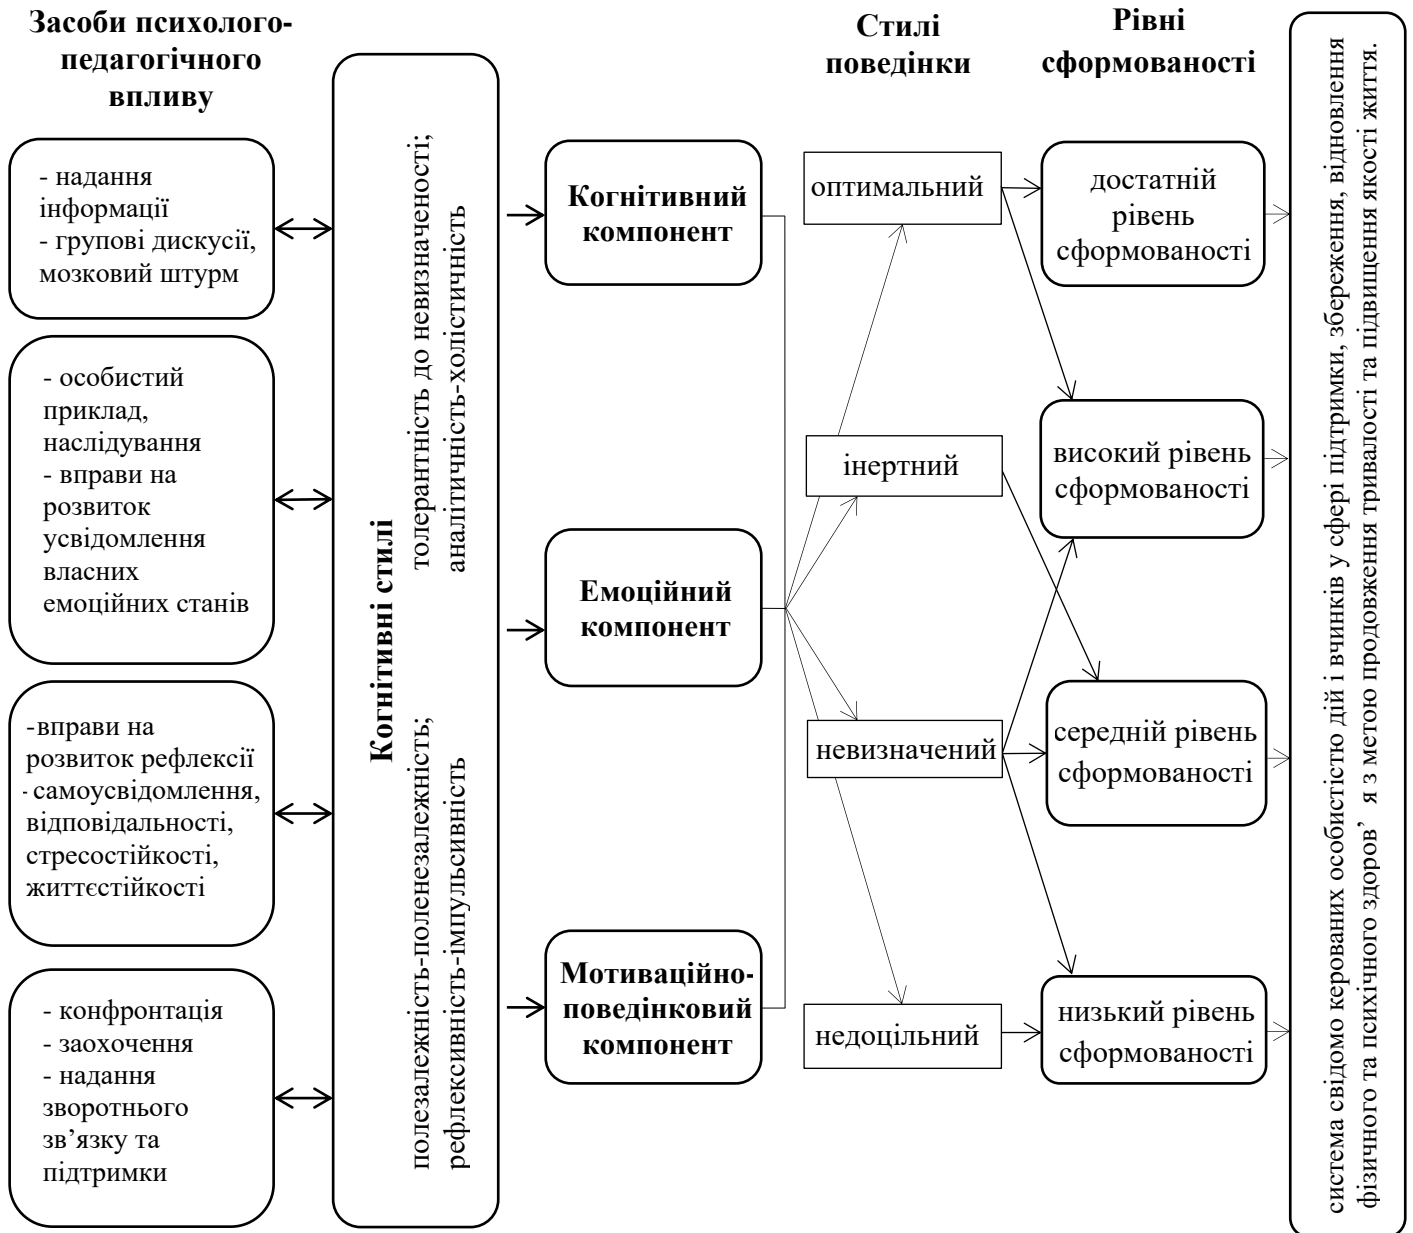 Засоби психолого-
педагогічного
впливу
- надання
інформації
- групові дискусії,
мозковий штурм
- особистий
приклад,
наслідування
- вправи на
розвиток
усвідомлення
власних
емоційних станів
-вправи на
розвиток рефлексії
- самоусвідомлення,
відповідальності,
стресостійкості,
життєстійкості
- конфронтація
- заохочення
- надання
зворотнього
зв’язку та
підтримки
Когнітивні стилі
толерантність до невизначеності;
аналітичність-холістичність
полезалежність-поленезалежність;
рефлексивність-імпульсивність
Когнітивний
компонент
Емоційний
компонент
Мотиваційно-
поведінковий
компонент
Стилі
поведінки
оптимальний
інертний
невизначений
недоцільний
Рівні
сформованості
достатній
рівень
сформованості
високий рівень
сформованості
середній рівень
сформованості
низький рівень
сформованості
система свідомо керованих особистістю дій і вчинків у сфері підтримки, збереження, відновлення
фізичного та психічного здоров’ я з метою продовження тривалості та підвищення якості життя.